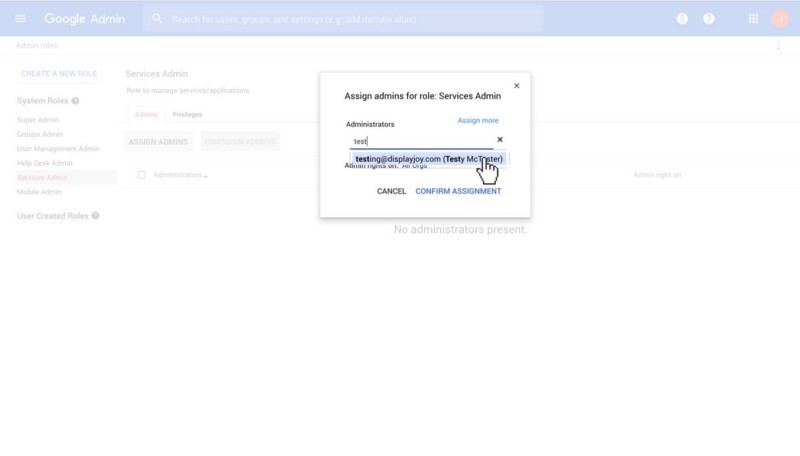 Google Admin
Search for users, groups, and settings (e.g. add domain alias)
J
Admin roles
CREATE A NEW ROLE
System Roles
Super Admin
Groups Admin
User Management Admin
Help Desk Admin
Services Admin
Mobile Admin
User Created Roles
Services Admin
Role to manage services/applications
Admins Privileges
ASSIGN ADMINS UNASSIGN ADMINS
Administrators
Admin right on
No administrators present.
Assign admins for role: Services Admin
Assign more
Administrators
test
testing@displayjoy.com (Testy
Admin rights on: All Orgs
CANCEL CONFIRM ASSIGNMENT